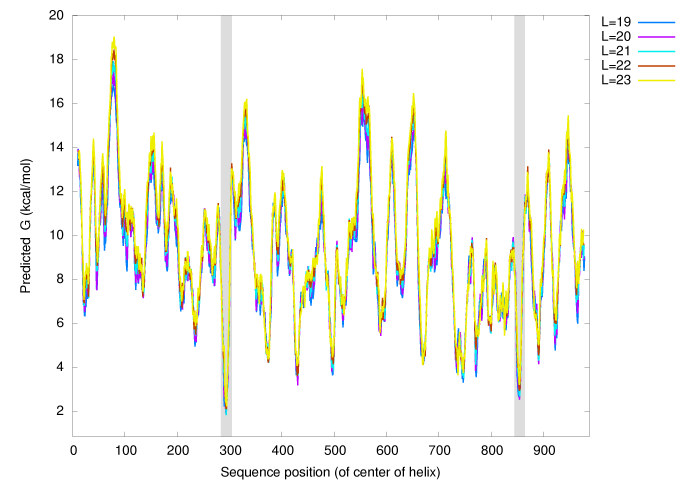 20
18
16
14
12
10
8
6
4
2
Predicted G (kcal/mol)
0 100 200 300 400 500 600 700 800 900
Sequence position (of center of helix)
L=19
L=20
L=21
L=22
L=23